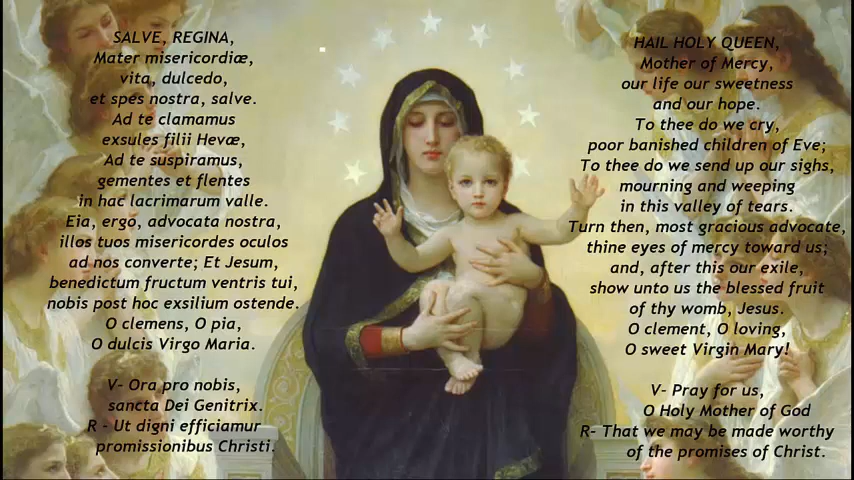 SALVE, REGINA,
Mater misericordiæ,
vita, dulcedo,
et spes nostra, salve.
Ad te clamamus
exsules filii Hevæ,
Ad te suspiramus,
gementes et flentes
in hac lacrimarum valle.
Eia, ergo, advocata nostra,
illos tuos misericordes oculos
ad nos converte; Et Jesum,
benedictum fructum ventris tui,
nobis post hoc exsilium ostende.
O clemens, O pia,
O dulcis Virgo Maria.
V- Ora pro nobis,
sancta Dei Genitrix.
R - Ut digni efficiamur
promissionibus Christi.
HAIL HOLY QUEEN,
Mother of Mercy,
our life our sweetness
and our hope.
To thee do we cry,
poor banished children of Eve;
To thee do we send up our sighs,
mourning and weeping
in this valley of tears.
Turn then, most gracious advocate,
thine eyes of mercy toward us;
and, after this our exile,
show unto us the blessed fruit
of thy womb, Jesus.
O clement, O loving,
O sweet Virgin Mary!
V- Pray for us,
O Holy Mother of God
R- That we may be made worthy
of the promises of Christ.